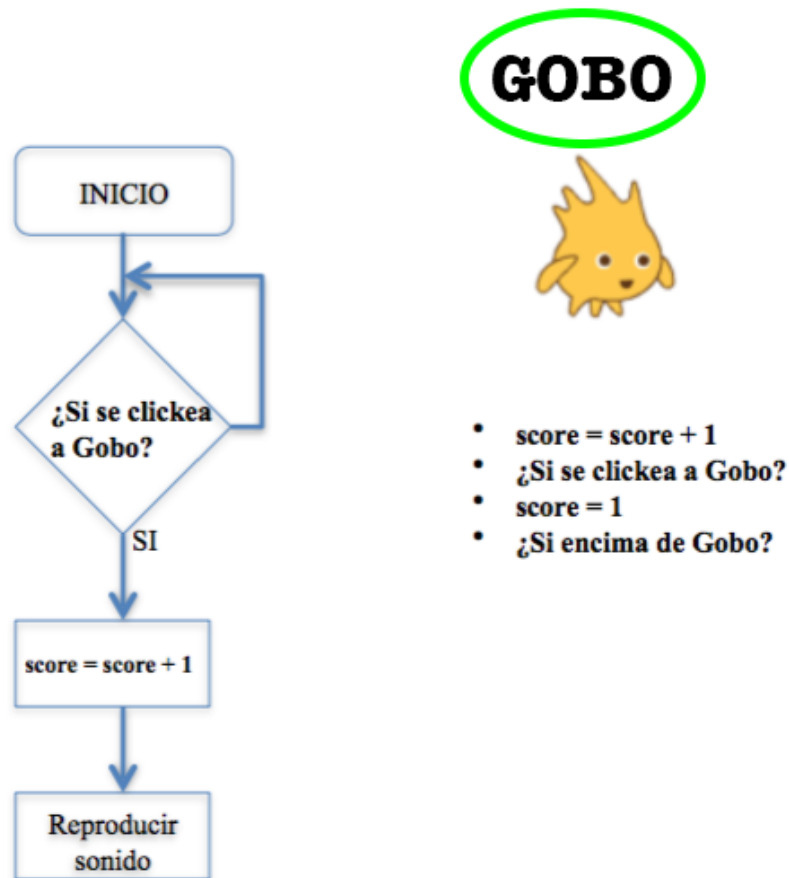 GOBO
INICIO
¿Si se clickea
a Gobo?
SI
score = score + 1
Reproducir
sonido
• score = score + 1
• ¿Si se clickea a Gobo?
• score = 1
• ¿Si encima de Gobo?